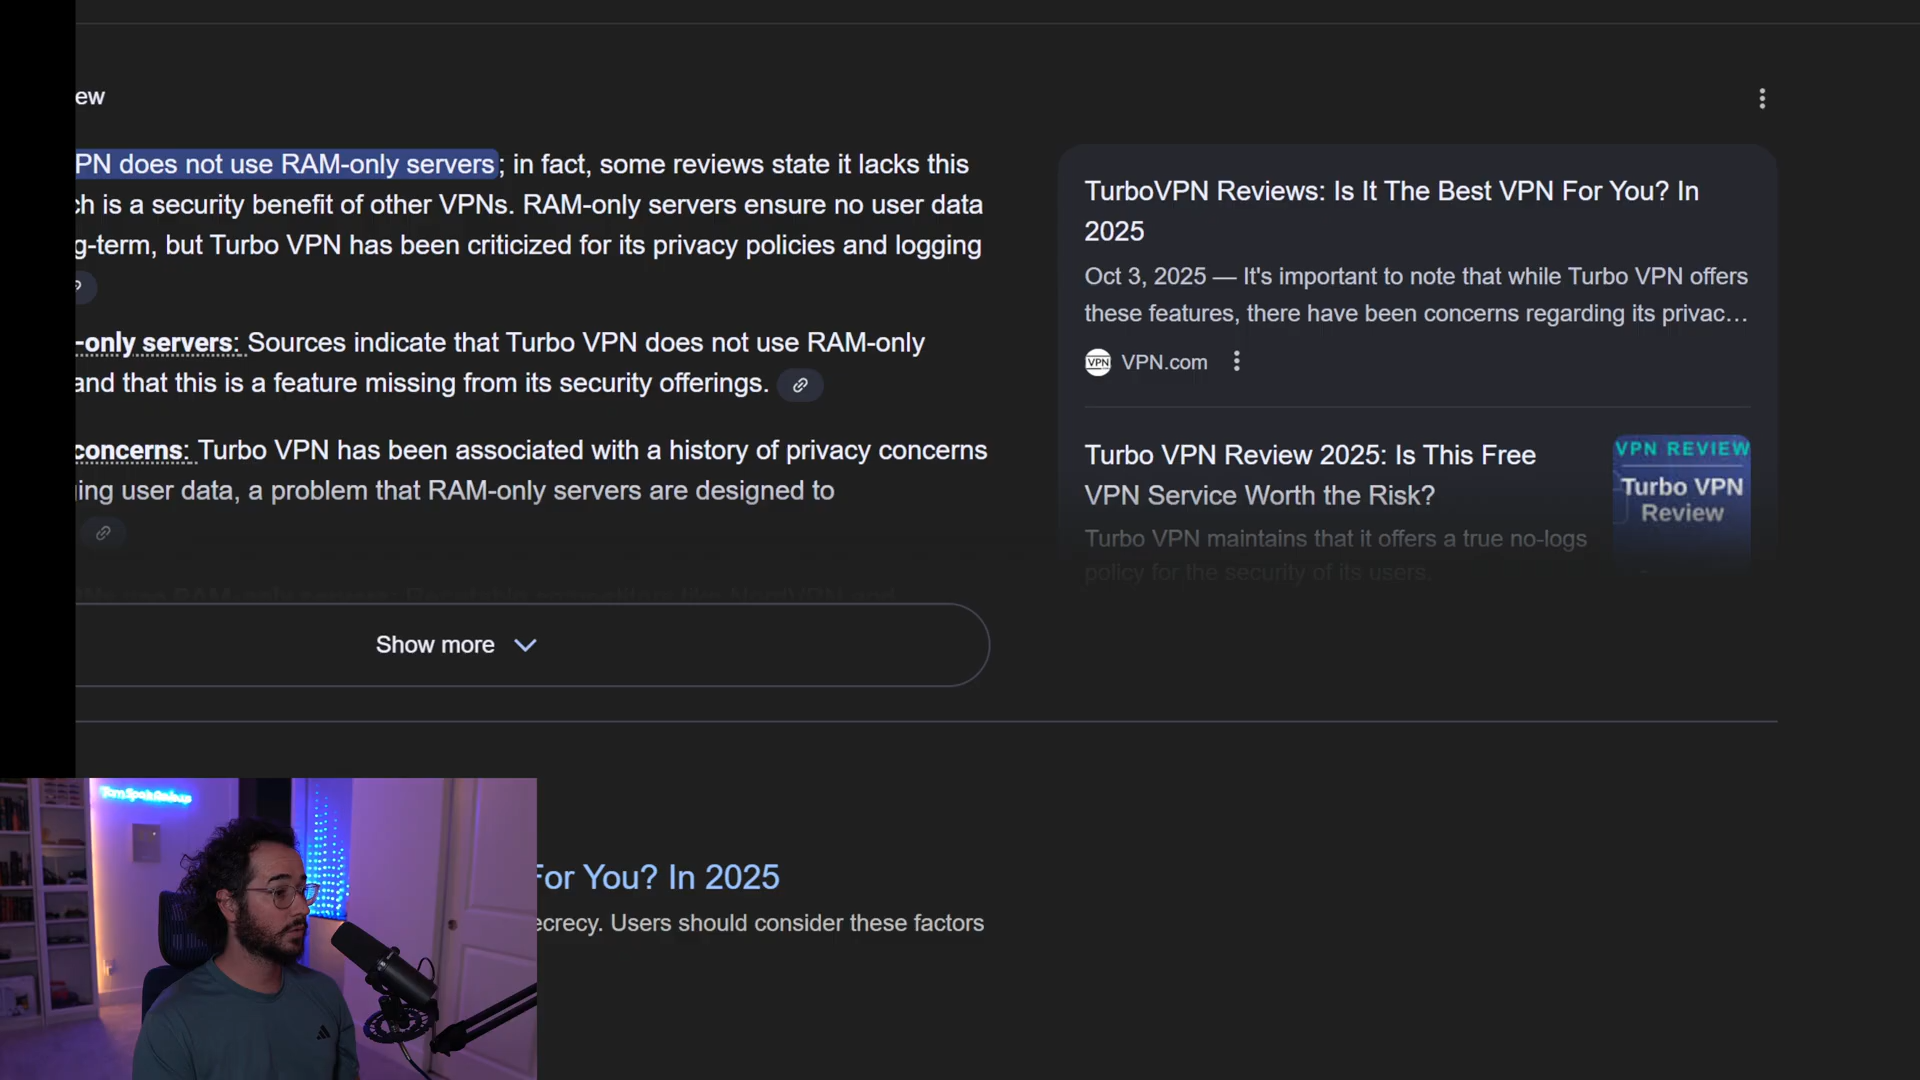 ew
PN does not use RAM-only servers; in fact, some reviews state it lacks this
ch is a security benefit of other VPNs. RAM-only servers ensure no user data
g-term, but Turbo VPN has been criticized for its privacy policies and logging
-only servers: Sources indicate that Turbo VPN does not use RAM-only
and that this is a feature missing from its security offerings.
concerns: Turbo VPN has been associated with a history of privacy concerns
ing user data, a problem that RAM-only servers are designed to
Show more
TurboVPN Reviews: Is It The Best VPN For You? In
2025
Oct 3, 2025 — It's important to note that while Turbo VPN offers
these features, there have been concerns regarding its privac...
VPN
VPN.com
Turbo VPN Review 2025: Is This Free
VPN Service Worth the Risk?
Turbo VPN maintains that it offers a true no-logs
policy for the security of its users.
VPN REVIEW
Turbo VPN
Review
For You? In 2025
ecrecy. Users should consider these factors